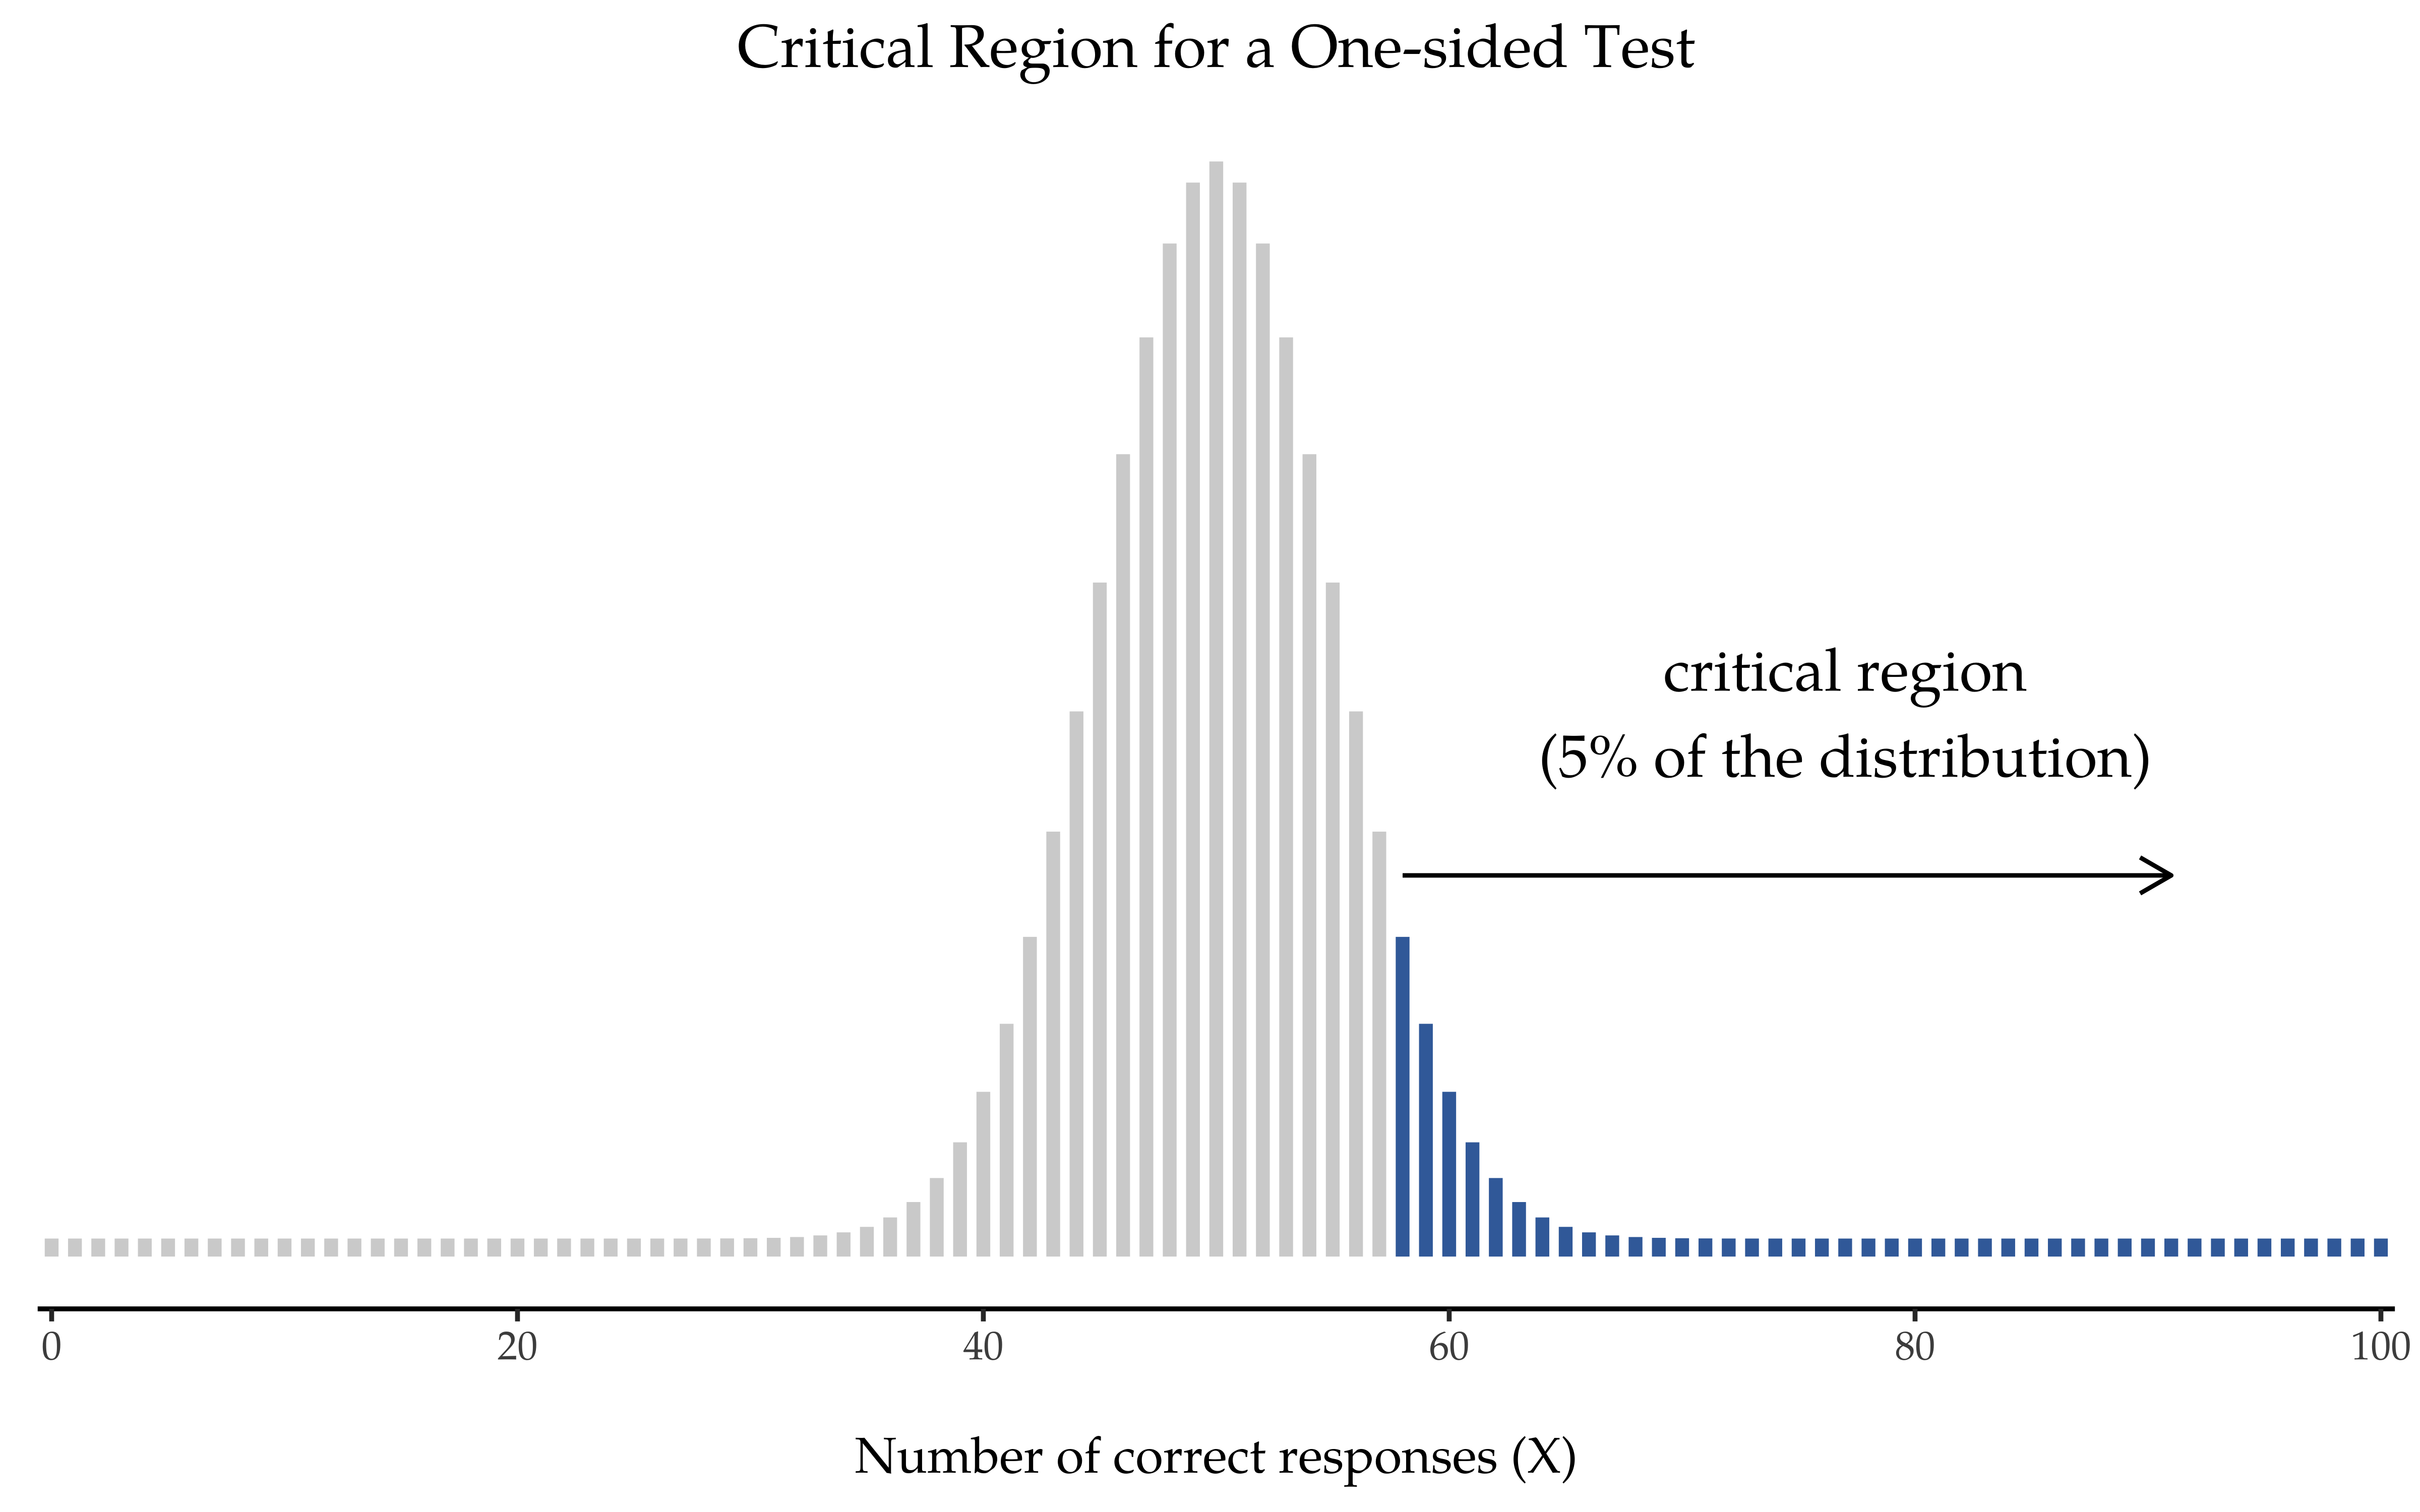 Critical Region for a One-sided Test
critical region
(5% of the distribution)
0 20 40 60 80 100
Number of correct responses (X)